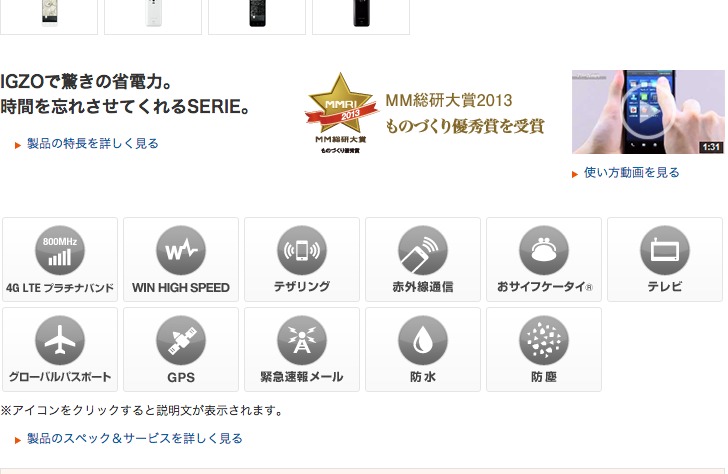 IGZOで驚きの省電力。
時間を忘れさせてくれるSERIE。
製品の特長を詳しく見る
MMRI
2013
MM総研大賞
ものづくり優秀賞
MM総研大賞2013
ものづくり優秀賞を受賞
1:31
使い方動画を見る
800MHz
4G LTE プラチナバンド
WIN HIGH SPEED
テザリング
赤外線通信
おサイフケータイ®
テレビ
グローバルパスポート
GPS
緊急速報メール
防水
防塵
※アイコンをクリックすると説明文が表示されます。
製品のスペック＆サービスを詳しく見る